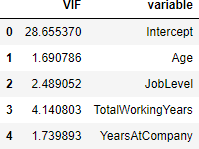 VIF variable
0 28.655370 Intercept
1 1.690786 Age
2 2.489052 JobLevel
3 4.140803 TotalWorkingYears
4 1.739893 YearsAtCompany